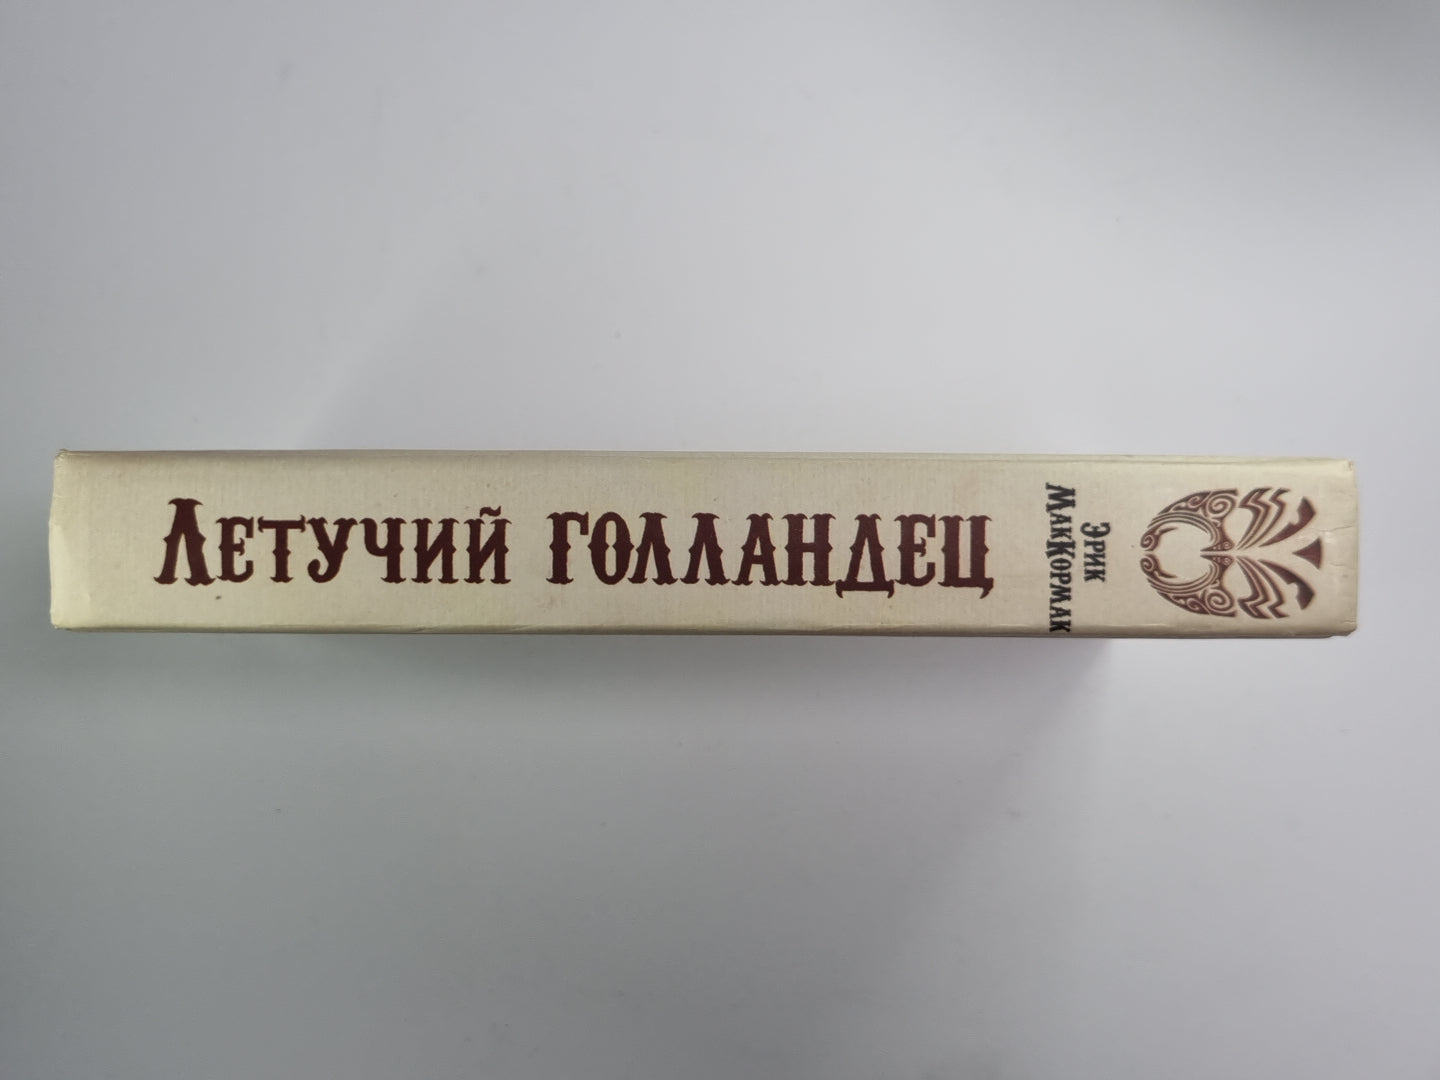 Летучий голландец
Эрик
МакКормак